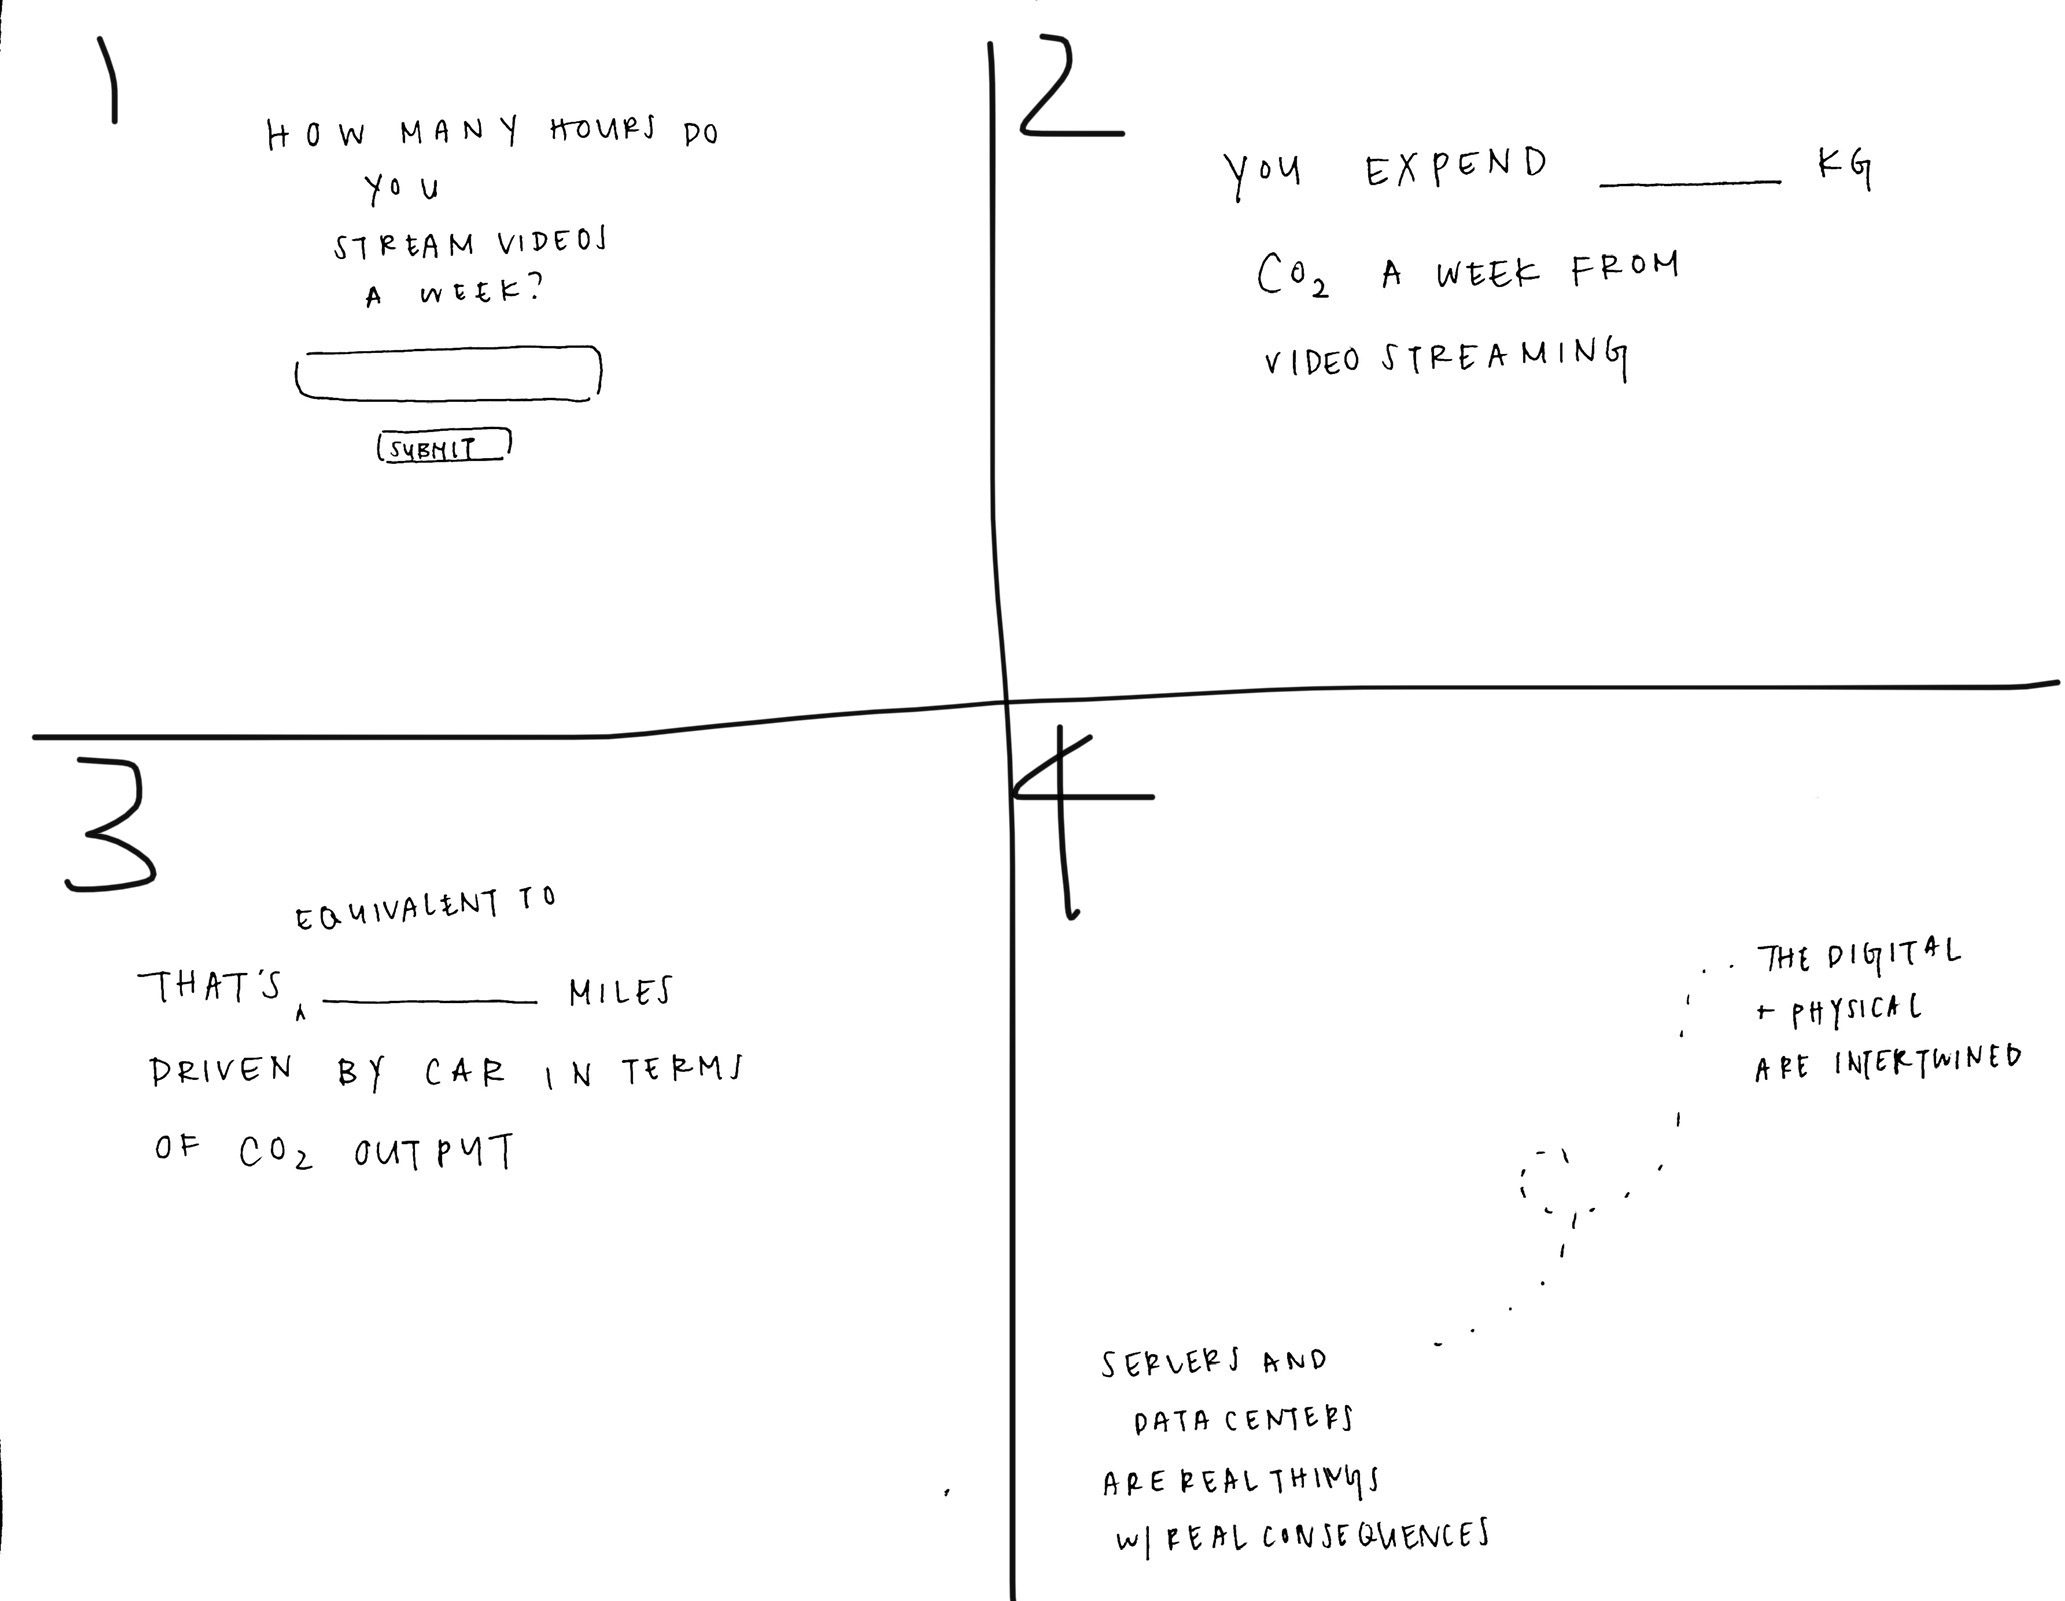 1
HOW MANY HOURS DO
YOU
STREAM VIDEOS
A WEEK?
SUBMIT
2
YOU EXPEND ______ KG
CO₂ A WEEK FROM
VIDEO STREAMING
3
EQUIVALENT TO
THAT'S ‸ ______ MILES
DRIVEN BY CAR IN TERMS
OF CO₂ OUTPUT
4
THE DIGITAL
+ PHYSICAL
ARE INTERTWINED
SERVERS AND
DATA CENTERS
ARE REAL THINGS
W/ REAL CONSEQUENCES